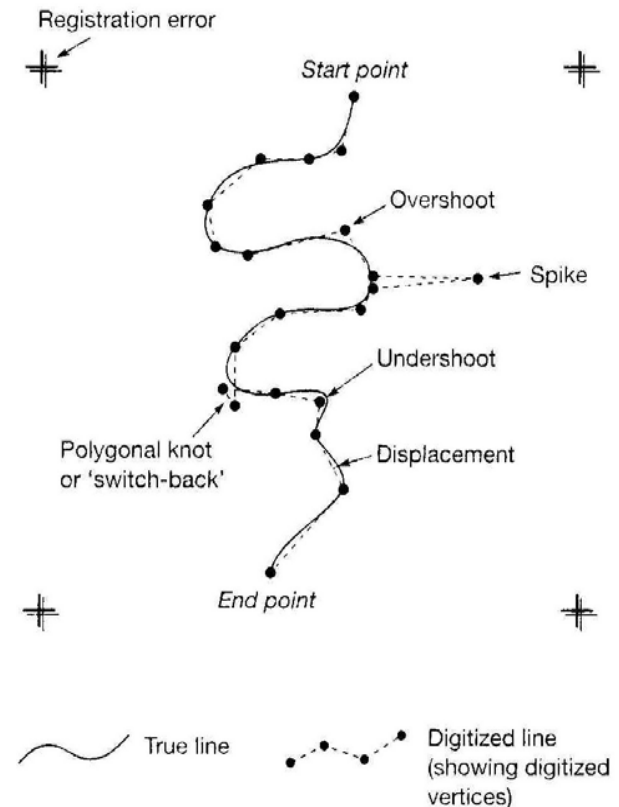 Registration error
Start point
Overshoot
Spike
Undershoot
Polygonal knot
or ‘switch-back’
Displacement
End point
True line
Digitized line
(showing digitized
vertices)